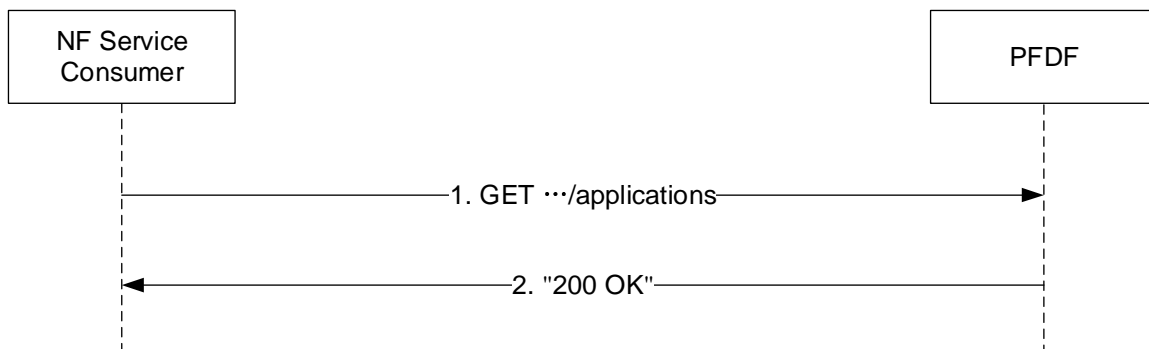 NF Service
Consumer
PFDF
1. GET ···/applications
2. "200 OK"